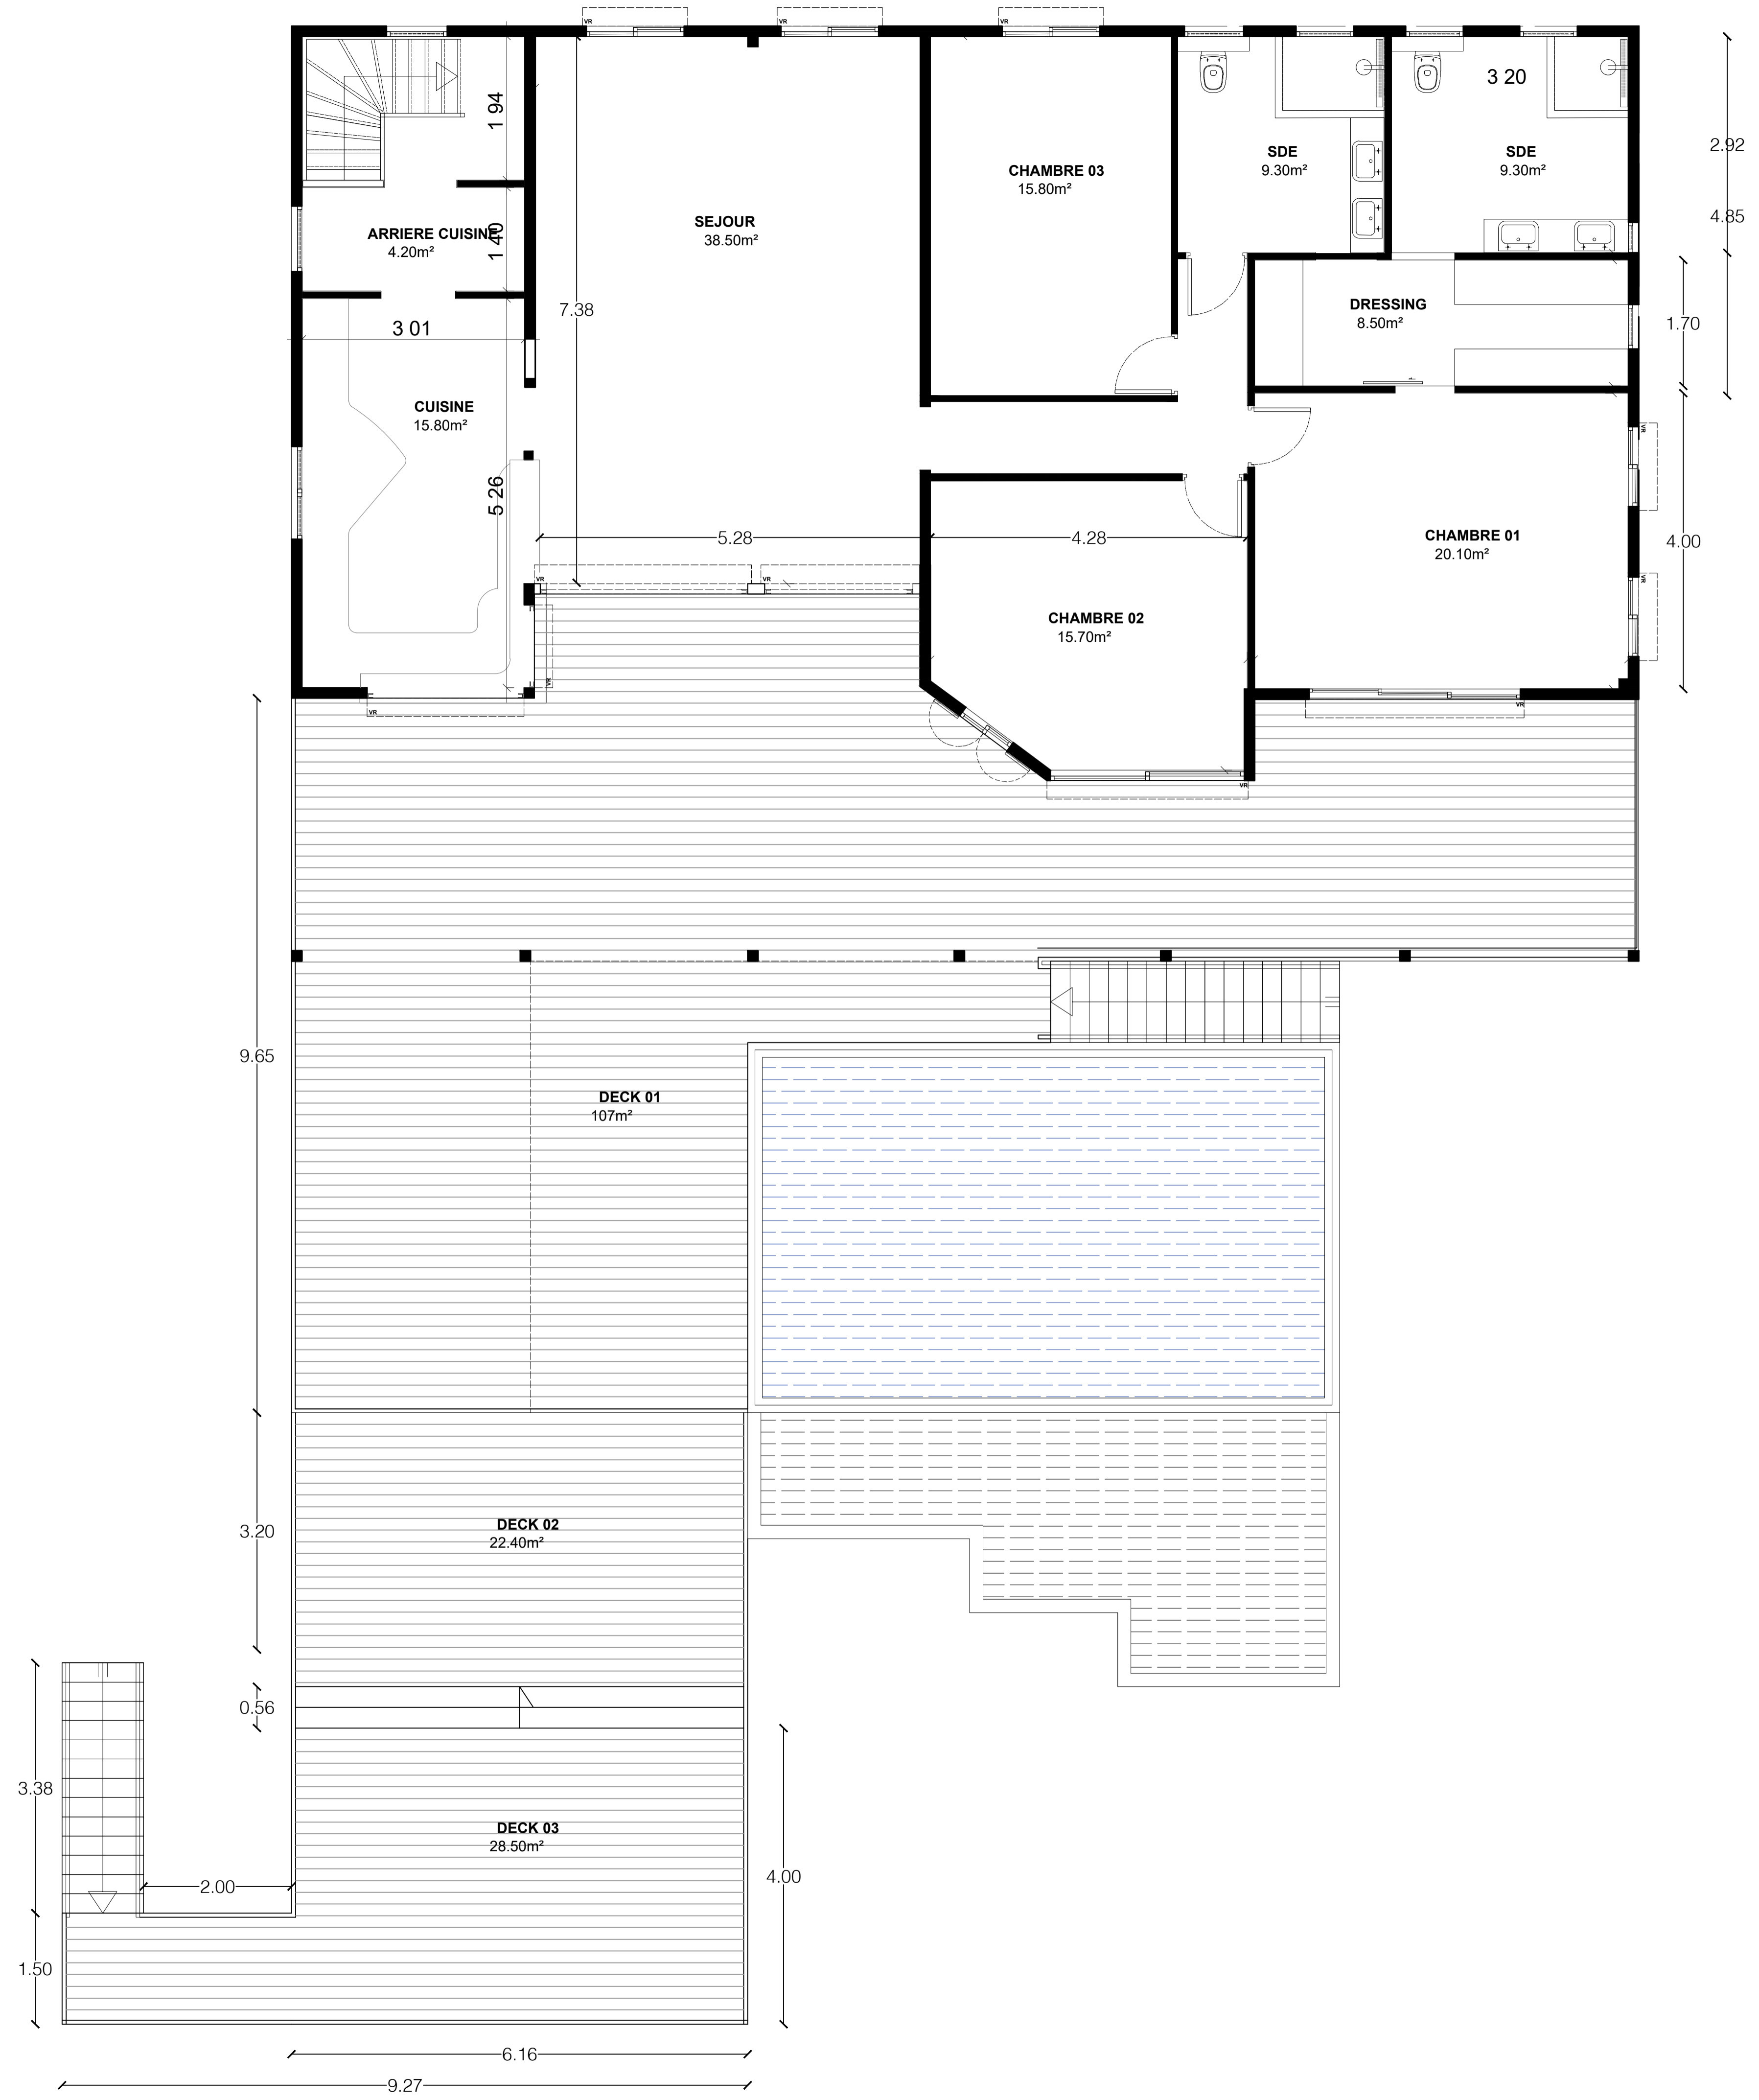 VR
VR
VR
3 20
1 94
2.92
SDE
9.30m²
SDE
9.30m²
CHAMBRE 03
15.80m²
4.85
SEJOUR
38.50m²
ARRIERE CUISINE
4.20m²
1 40
DRESSING
8.50m²
7.38
1.70
3 01
CUISINE
15.80m²
VR
5 26
5.28
4.28
CHAMBRE 01
20.10m²
4.00
VR
VR
VR
CHAMBRE 02
15.70m²
VR
VR
VR
VR
9.65
DECK 01
107m²
DECK 02
22.40m²
3.20
0.56
3.38
DECK 03
28.50m²
4.00
2.00
1.50
6.16
9.27